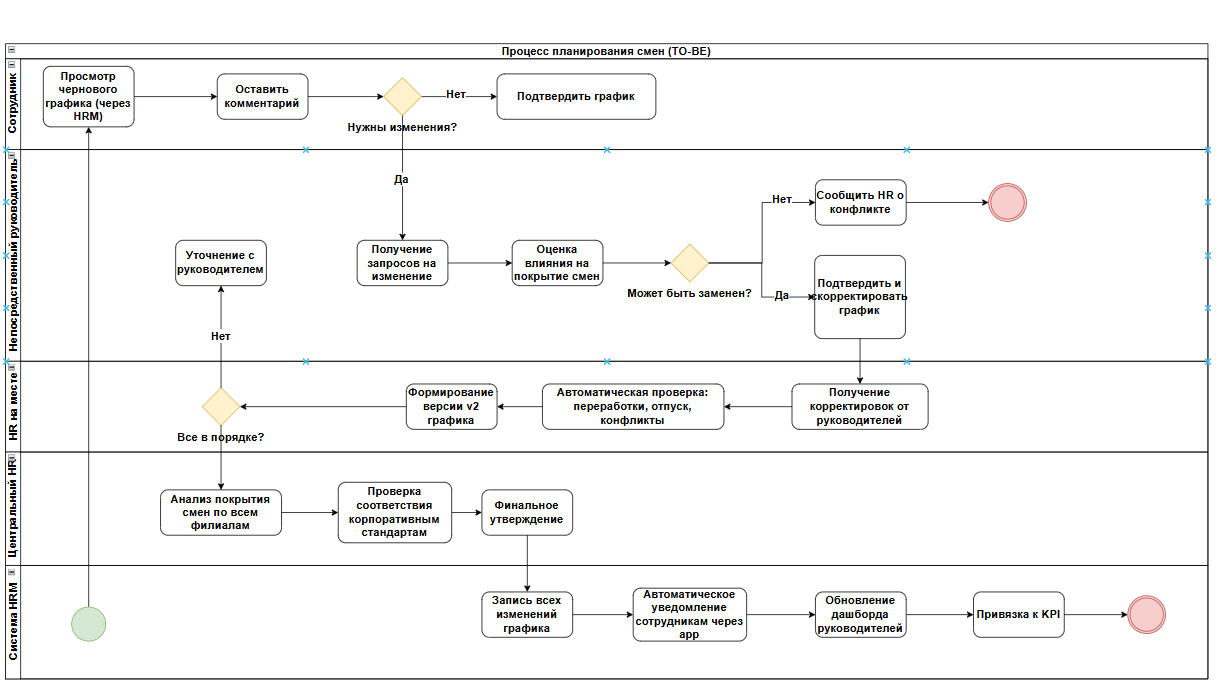 Процесс планирования смен (TO-BE)
Сотрудник
Просмотр
чернового
графика (через
HRM)
Оставить
комментарий
Нужны изменения?
Нет
Подтвердить график
Да
Непосредственный руководитель
Уточнение с
руководителем
Получение
запросов на
изменение
Оценка
влияния на
покрытие смен
Может быть заменен?
Нет
Сообщить HR о
конфликте
Да
Подтвердить и
скорректировать
график
Нет
HR на месте
Все в порядке?
Формирование
версии v2
графика
Автоматическая проверка:
переработки, отпуск,
конфликты
Получение
корректировок от
руководителей
Центральный HR
Анализ покрытия
смен по всем
филиалам
Проверка
соответствия
корпоративным
стандартам
Финальное
утверждение
Система HRM
Запись всех
изменений
графика
Автоматическое
уведомление
сотрудникам через
app
Обновление
дашборда
руководителей
Привязка к KPI